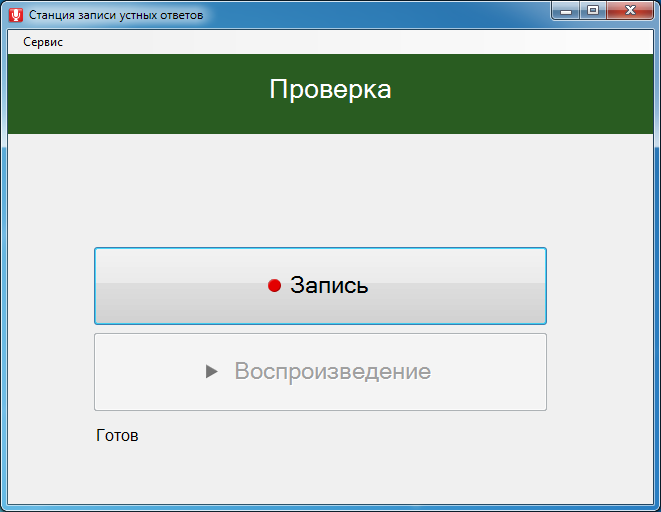 Станция записи устных ответов
Сервис
Проверка
Запись
Воспроизведение
Готов